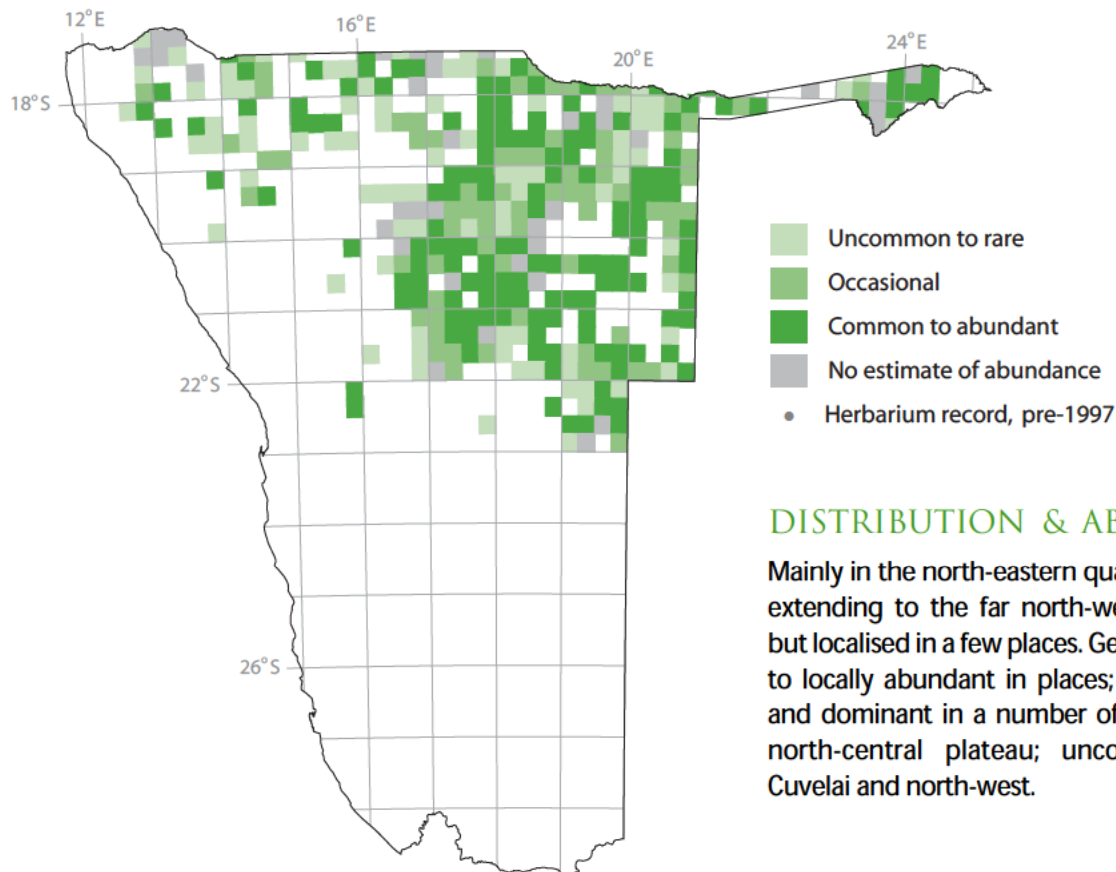 12°E
16°E
20°E
24°E
18°S
22°S
26°S
Uncommon to rare
Occasional
Common to abundant
No estimate of abundance
Herbarium record, pre-1997
DISTRIBUTION & AB
Mainly in the north-eastern qua
extending to the far north-we
but localised in a few places. Ge
to locally abundant in places;
and dominant in a number of
north-central plateau; unco
Cuvelai and north-west.